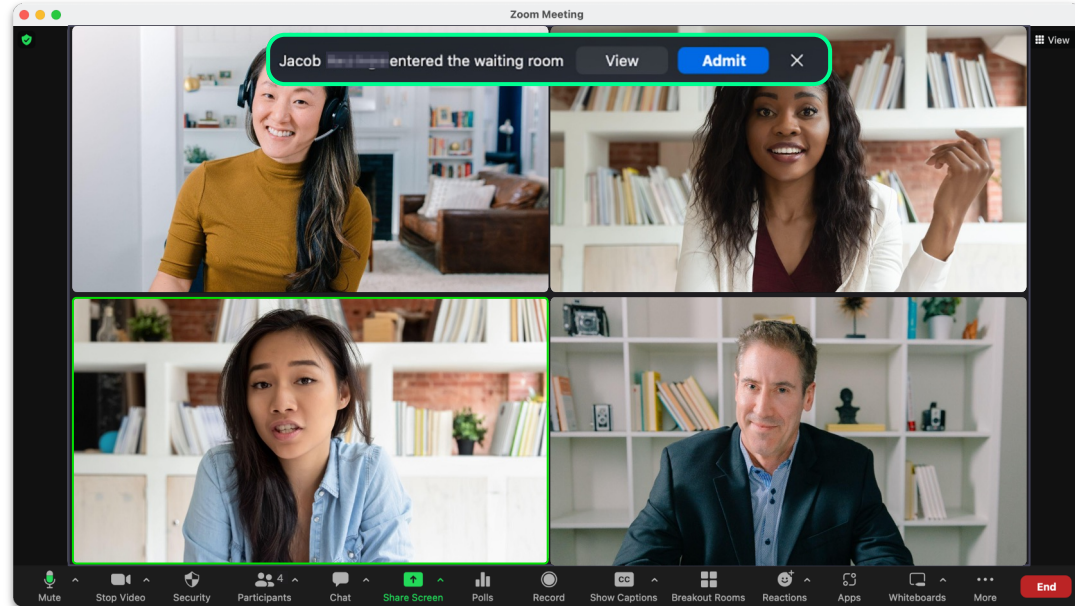 Zoom Meeting
View
Jacob entered the waiting room View Admit
4
CC
Mute Stop Video Security Participants Chat Share Screen Polls Record Show Captions Breakout Rooms Reactions Apps Whiteboards More End